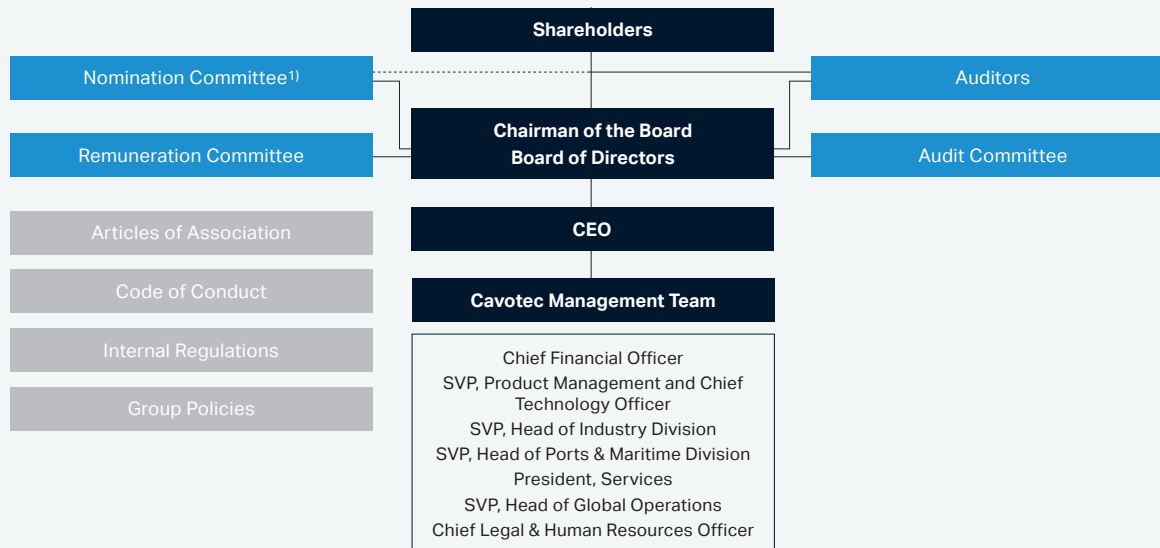 Shareholders
Nomination Committee1)
Auditors
Chairman of the Board
Board of Directors
Remuneration Committee
Audit Committee
Articles of Association
CEO
Code of Conduct
Cavotec Management Team
Internal Regulations
Group Policies
Chief Financial Officer
SVP, Product Management and Chief
Technology Officer
SVP, Head of Industry Division
SVP, Head of Ports & Maritime Division
President, Services
SVP, Head of Global Operations
Chief Legal & Human Resources Officer